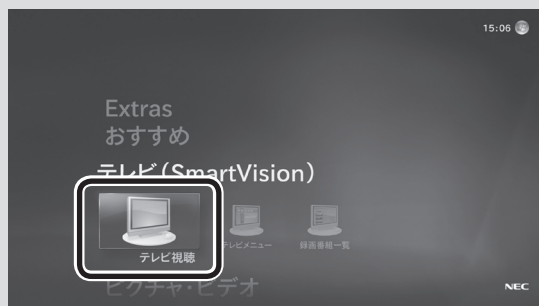 15:06
Extras
おすすめ
テレビ（SmartVision）
テレビ視聴
テレビメニュー
録画番組一覧
ピクチャ・ビデオ
NEC